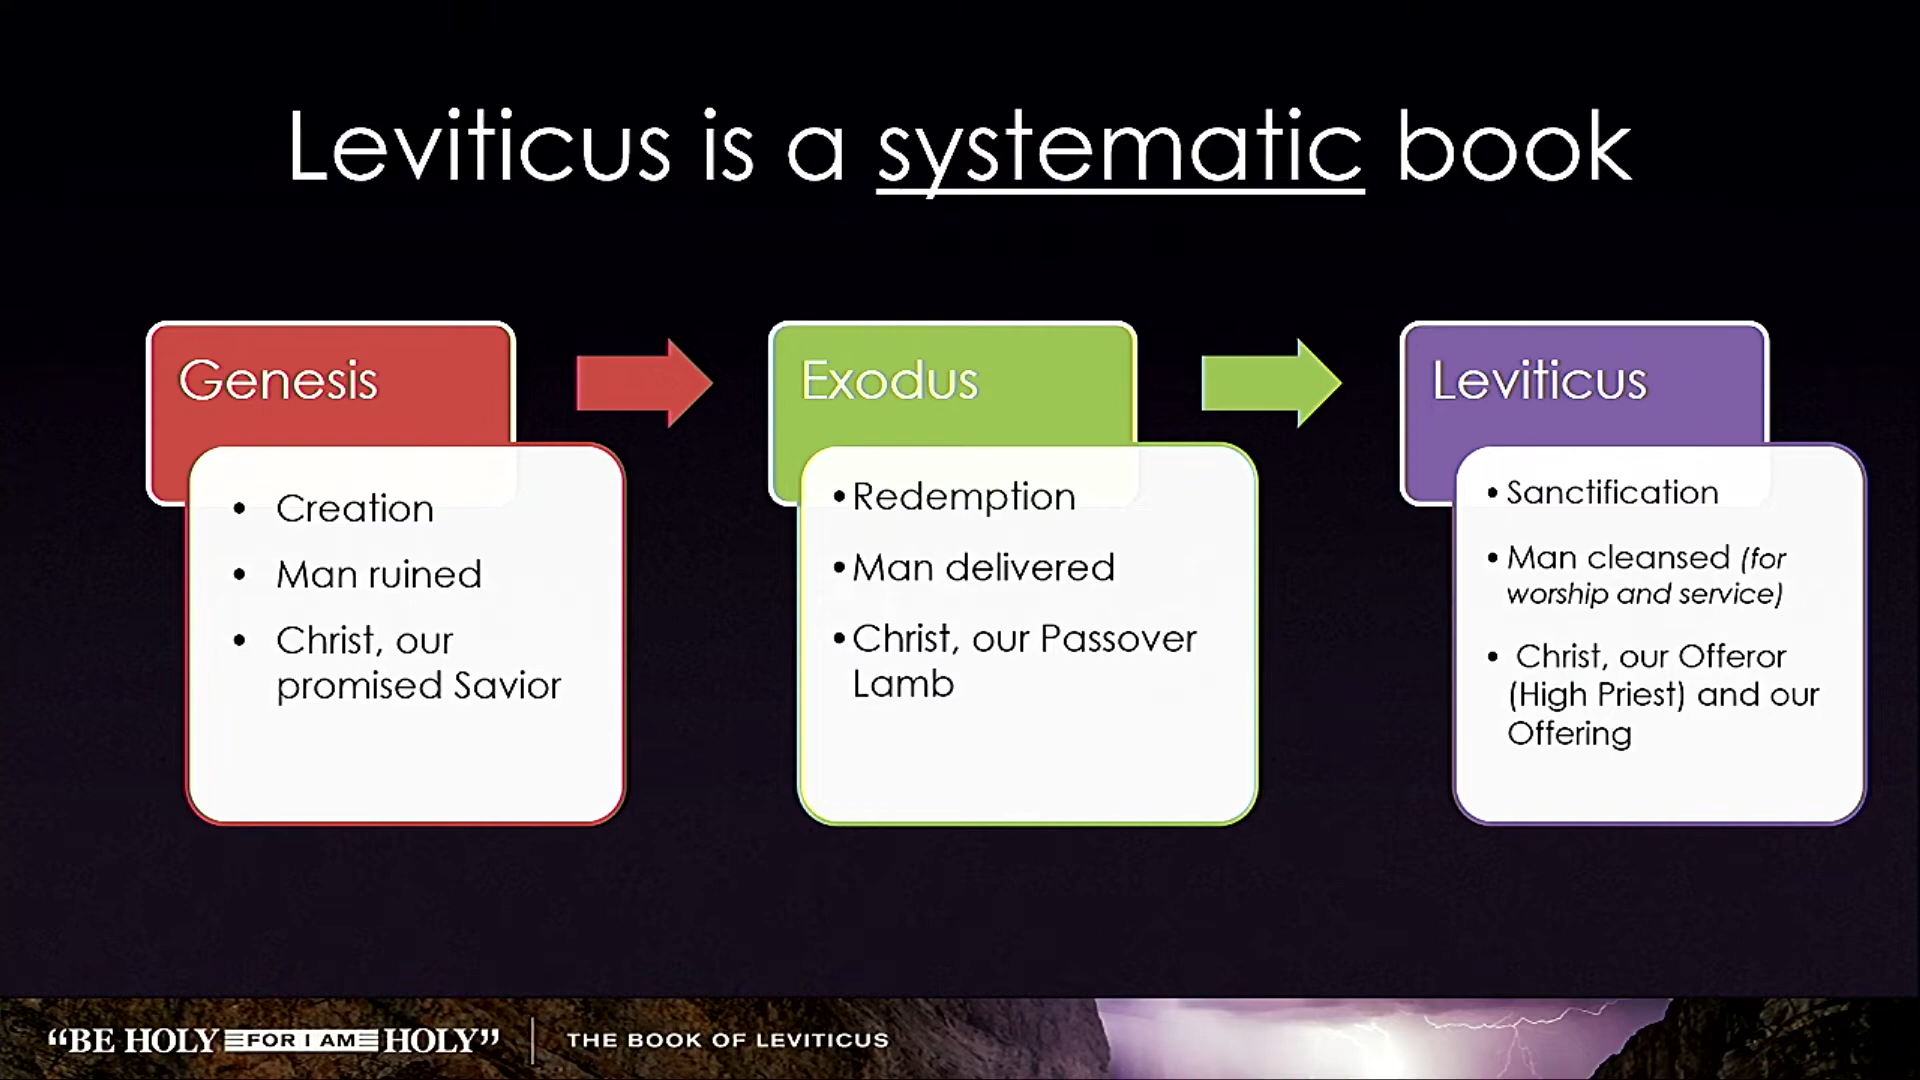 Leviticus is a systematic book
Genesis
• Creation
• Man ruined
• Christ, our
promised Savior
Exodus
• Redemption
• Man delivered
• Christ, our Passover
Lamb
Leviticus
• Sanctification
• Man cleansed (for
worship and service)
• Christ, our Offeror
(High Priest) and our
Offering
“BE HOLY FOR I AM HOLY”
THE BOOK OF LEVITICUS